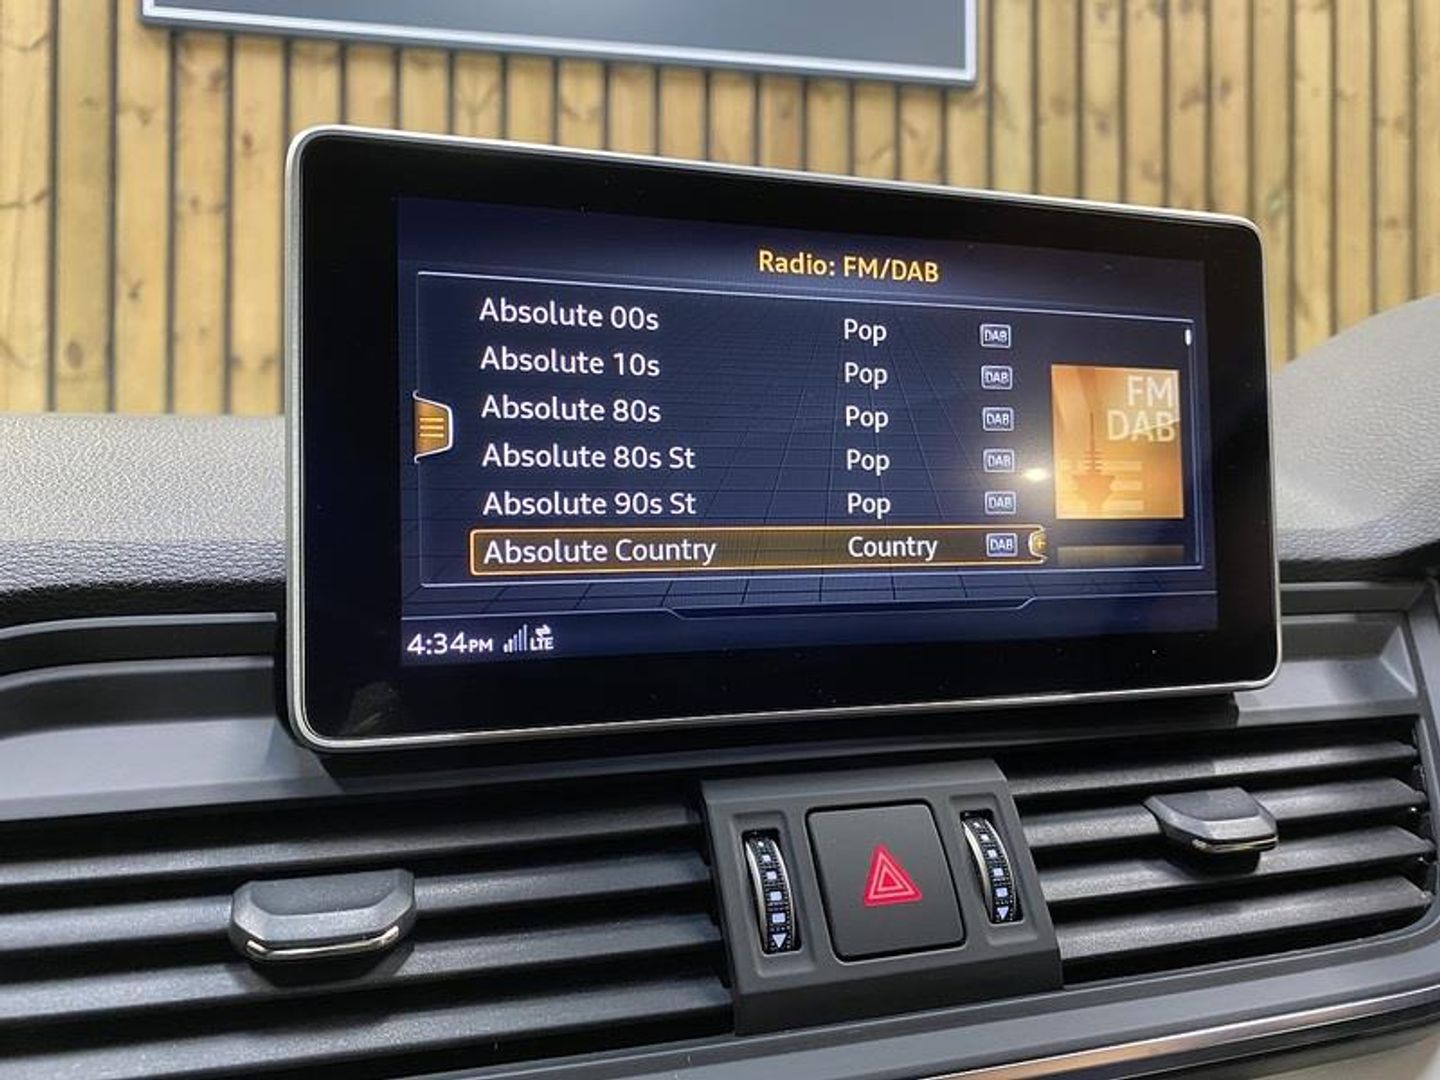 Radio: FM/DAB
Absolute 00s Pop DAB
Absolute 10s Pop DAB
Absolute 80s Pop DAB
Absolute 80s St Pop DAB
Absolute 90s St Pop DAB
Absolute Country Country DAB
FM
DAB
4:34PM LTE